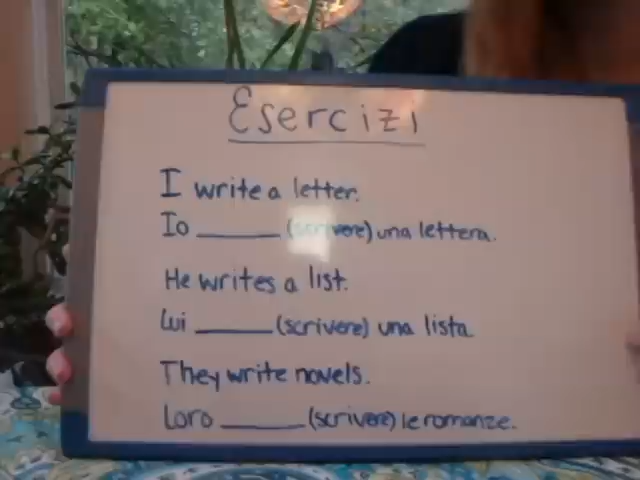 Esercizi
I write a letter.
Io ______ (scrivere) una lettera.
He writes a list.
Lui ______ (scrivere) una lista
They write novels.
Loro ______ (scrivere) le romanze.